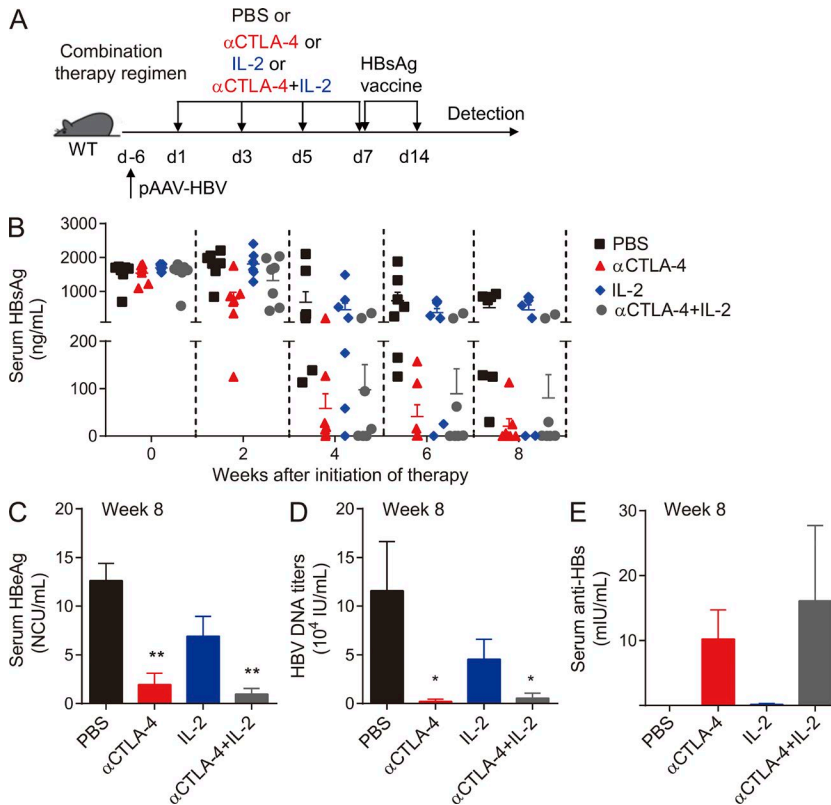 A
Combination
therapy regimen
PBS or
αCTLA-4 or
IL-2 or
αCTLA-4+IL-2
HBsAg
vaccine
Detection
WT
d-6 d1 d3 d5 d7 d14
pAAV-HBV
B
Serum HBsAg
(ng/mL)
3000
2000
1000
200
100
0
0 2 4 6 8
Weeks after initiation of therapy
PBS
αCTLA-4
IL-2
αCTLA-4+IL-2
C
Week 8
Serum HBeAg
(NCU/mL)
20
15
10
5
0
** **
PBS
αCTLA-4
IL-2
αCTLA-4+IL-2
D
Week 8
HBV DNA titers
(10⁴ IU/mL)
20
15
10
5
0
* *
PBS
αCTLA-4
IL-2
αCTLA-4+IL-2
E
Week 8
Serum anti-HBs
(mIU/mL)
30
20
10
PBS
αCTLA-4
IL-2
αCTLA-4+IL-2